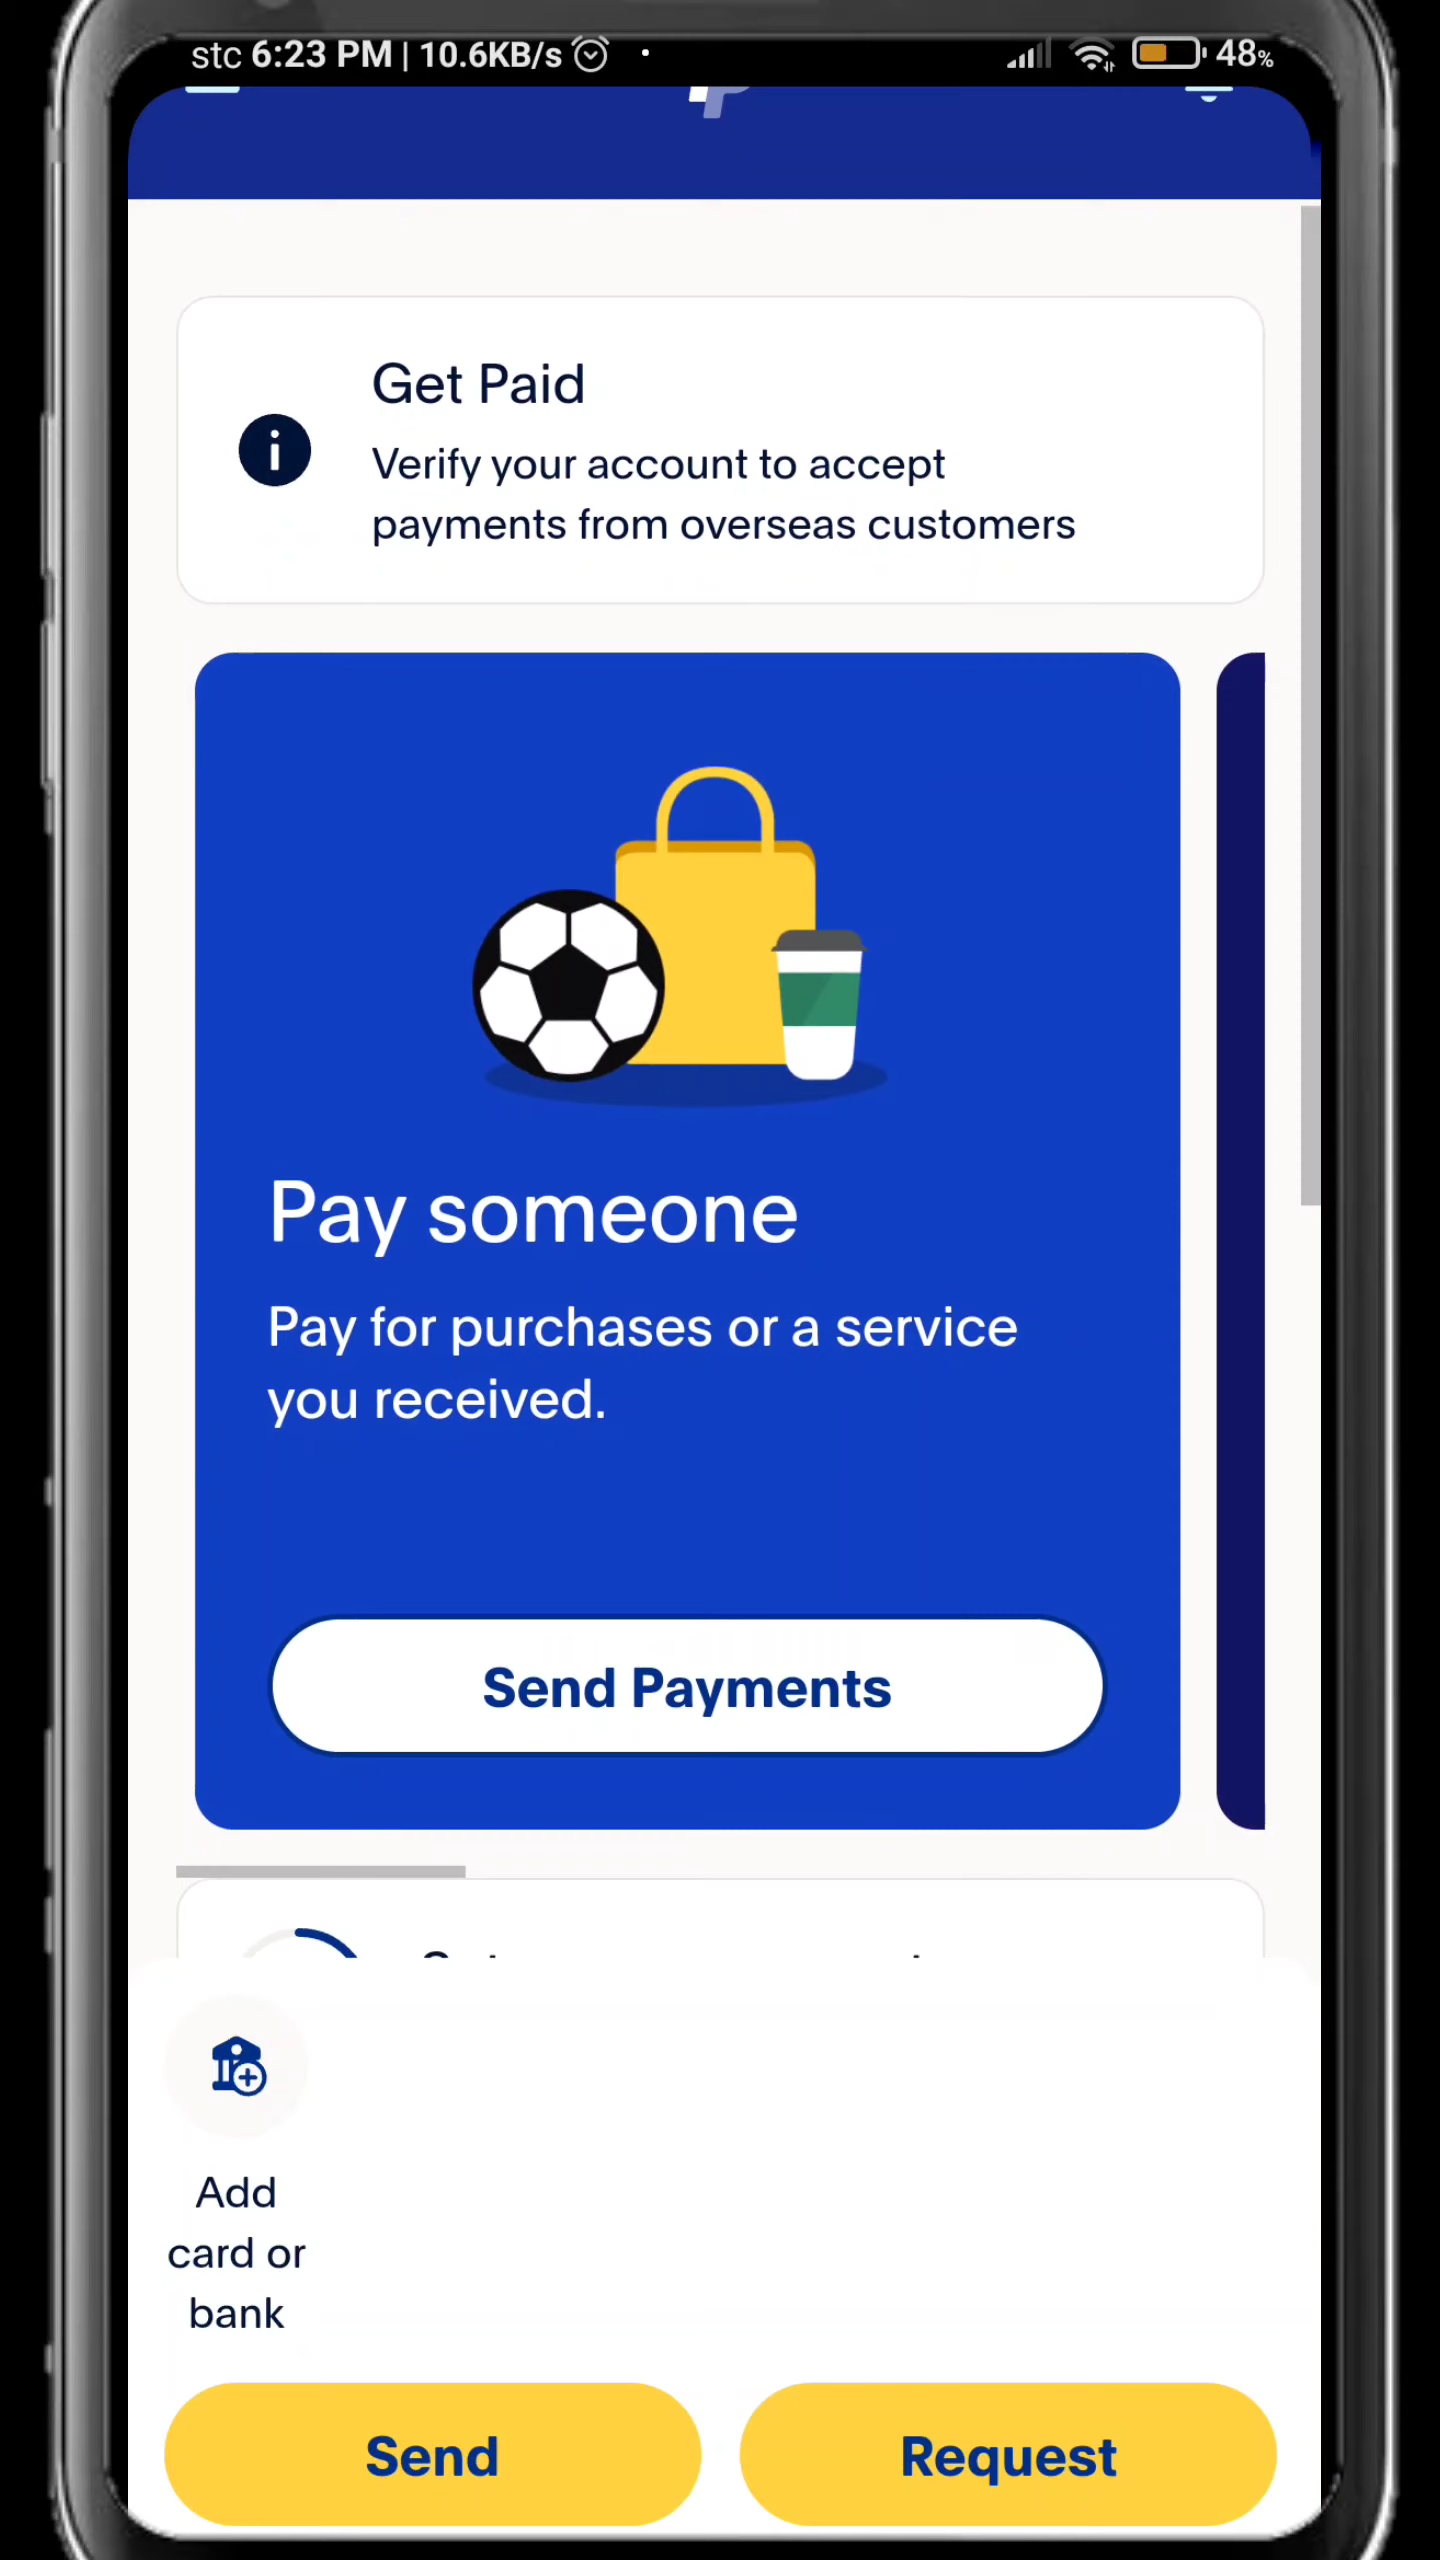 stc 6:23 PM | 10.6KB/s 48%
Get Paid
Verify your account to accept
payments from overseas customers
Pay someone
Pay for purchases or a service
you received.
Send Payments
Add
card or
bank
Send
Request